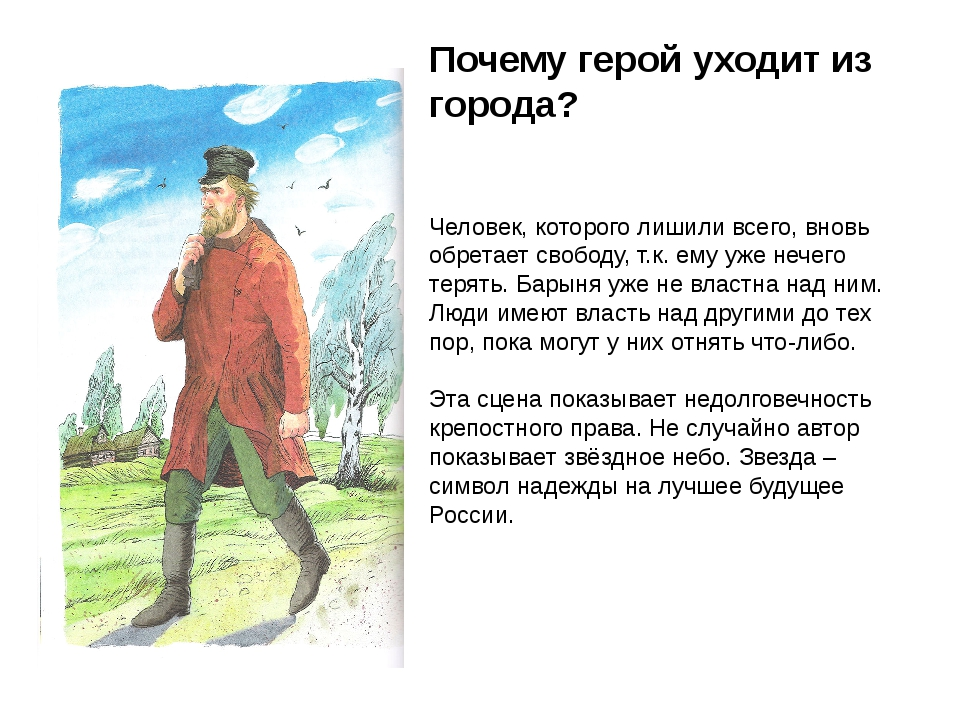 Почему герой уходит из
города?
Человек, которого лишили всего, вновь
обретает свободу, т.к. ему уже нечего
терять. Барыня уже не властна над ним.
Люди имеют власть над другими до тех
пор, пока могут у них отнять что-либо.
Эта сцена показывает недолговечность
крепостного права. Не случайно автор
показывает звёздное небо. Звезда –
символ надежды на лучшее будущее
России.